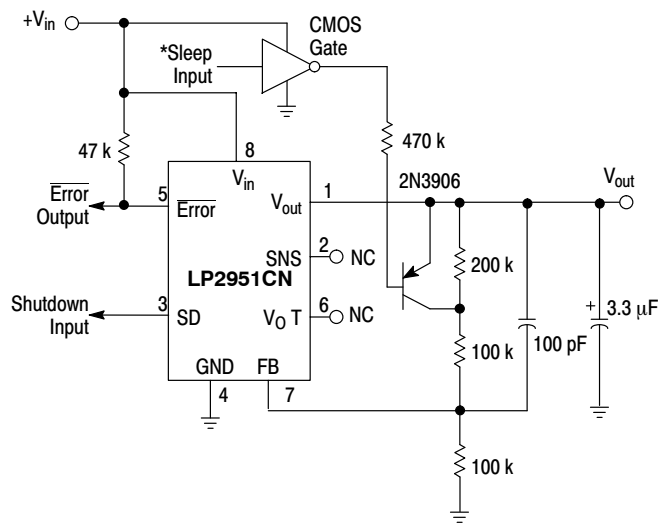 +Vin
*Sleep
Input
CMOS
Gate
47 k
470 k
8
Vin
2N3906
Vout
Error
Output
5
Error
Vout
1
SNS
2
NC
LP2951CN
200 k
Shutdown
Input
3
SD
VO T
6
NC
100 k
100 pF
+
3.3 μF
GND
FB
4
7
100 k